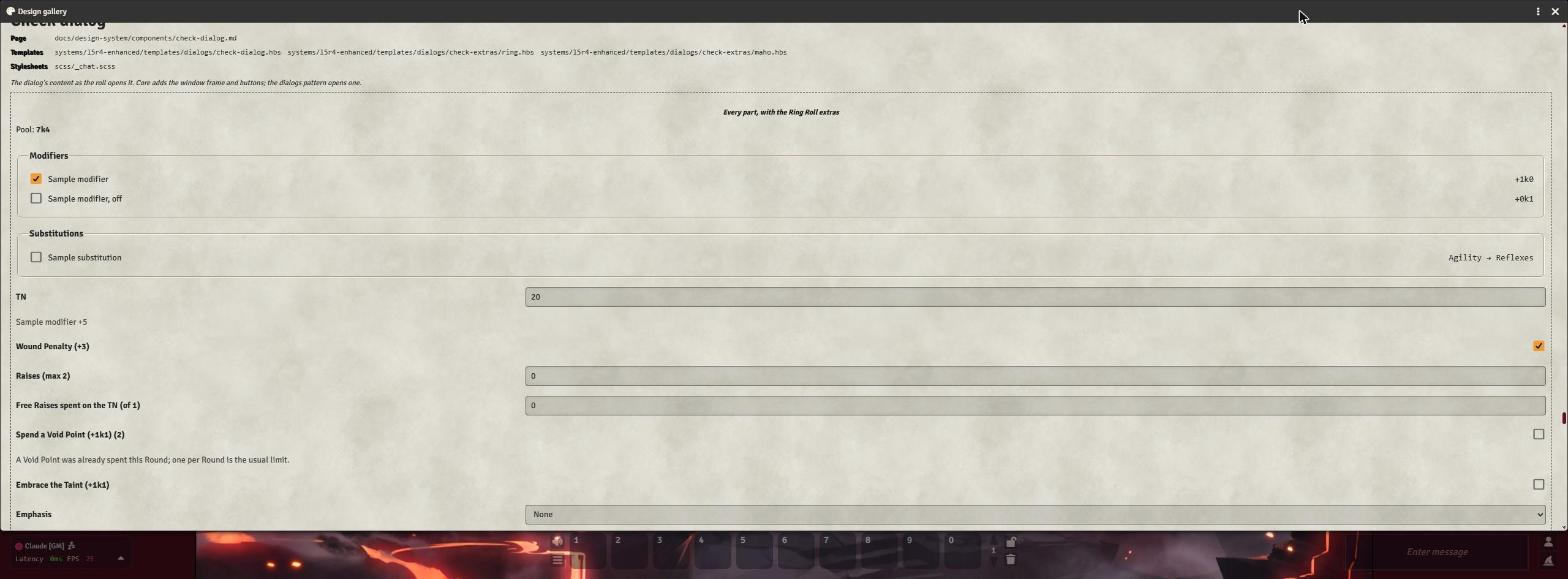 Design gallery
Check dialog
Page docs/design-system/components/check-dialog.md
Templates systems/l5r4-enhanced/templates/dialogs/check-dialog.hbs systems/l5r4-enhanced/templates/dialogs/check-extras/ring.hbs systems/l5r4-enhanced/templates/dialogs/check-extras/maho.hbs
Stylesheets scss/_chat.scss
The dialog's content as the roll opens it. Core adds the window frame and buttons; the dialogs pattern opens one.
Every part, with the Ring Roll extras
Pool: 7k4
Modifiers
Sample modifier +1k0
Sample modifier, off +0k1
Substitutions
Sample substitution Agility → Reflexes
TN 20
Sample modifier +5
Wound Penalty (+3)
Raises (max 2) 0
Free Raises spent on the TN (of 1) 0
Spend a Void Point (+1k1) (2)
A Void Point was already spent this Round; one per Round is the usual limit.
Embrace the Taint (+1k1)
Emphasis None
Claude [GM]
Latency 0ms FPS 25
1 2 3 4 5 6 7 8 9 0
1
Enter message